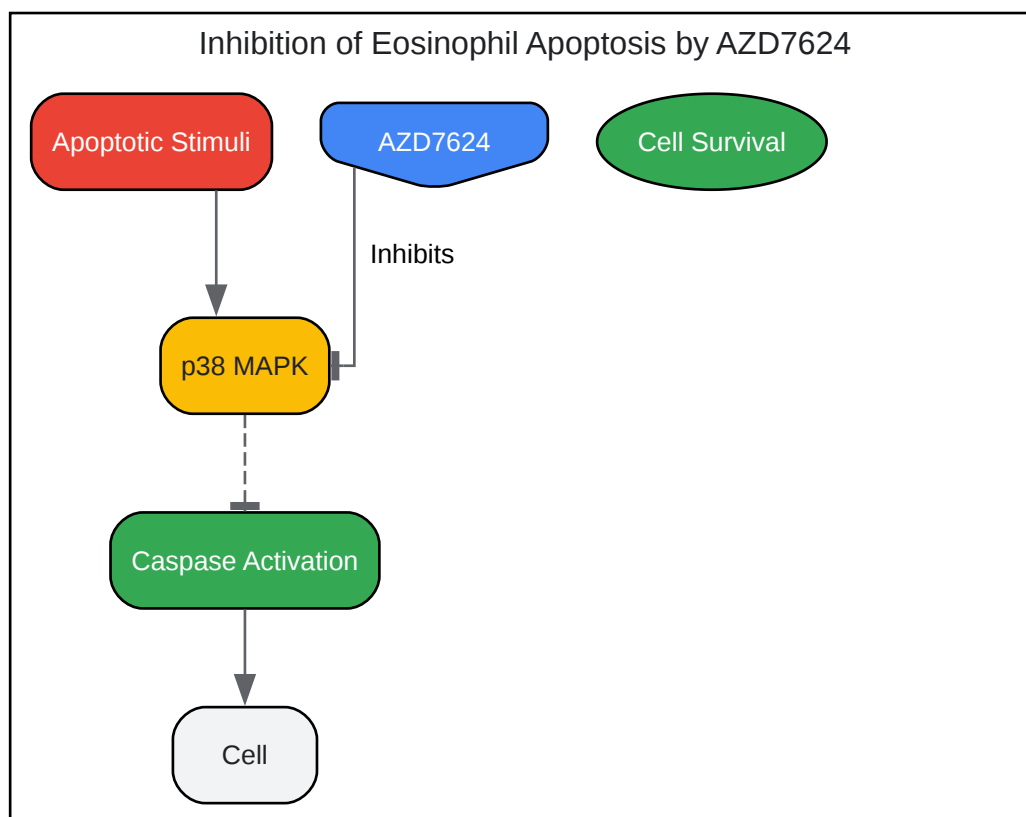 Inhibition of Eosinophil Apoptosis by AZD7624
Apoptotic Stimuli
AZD7624
Cell Survival
Inhibits
p38 MAPK
Caspase Activation
Cell